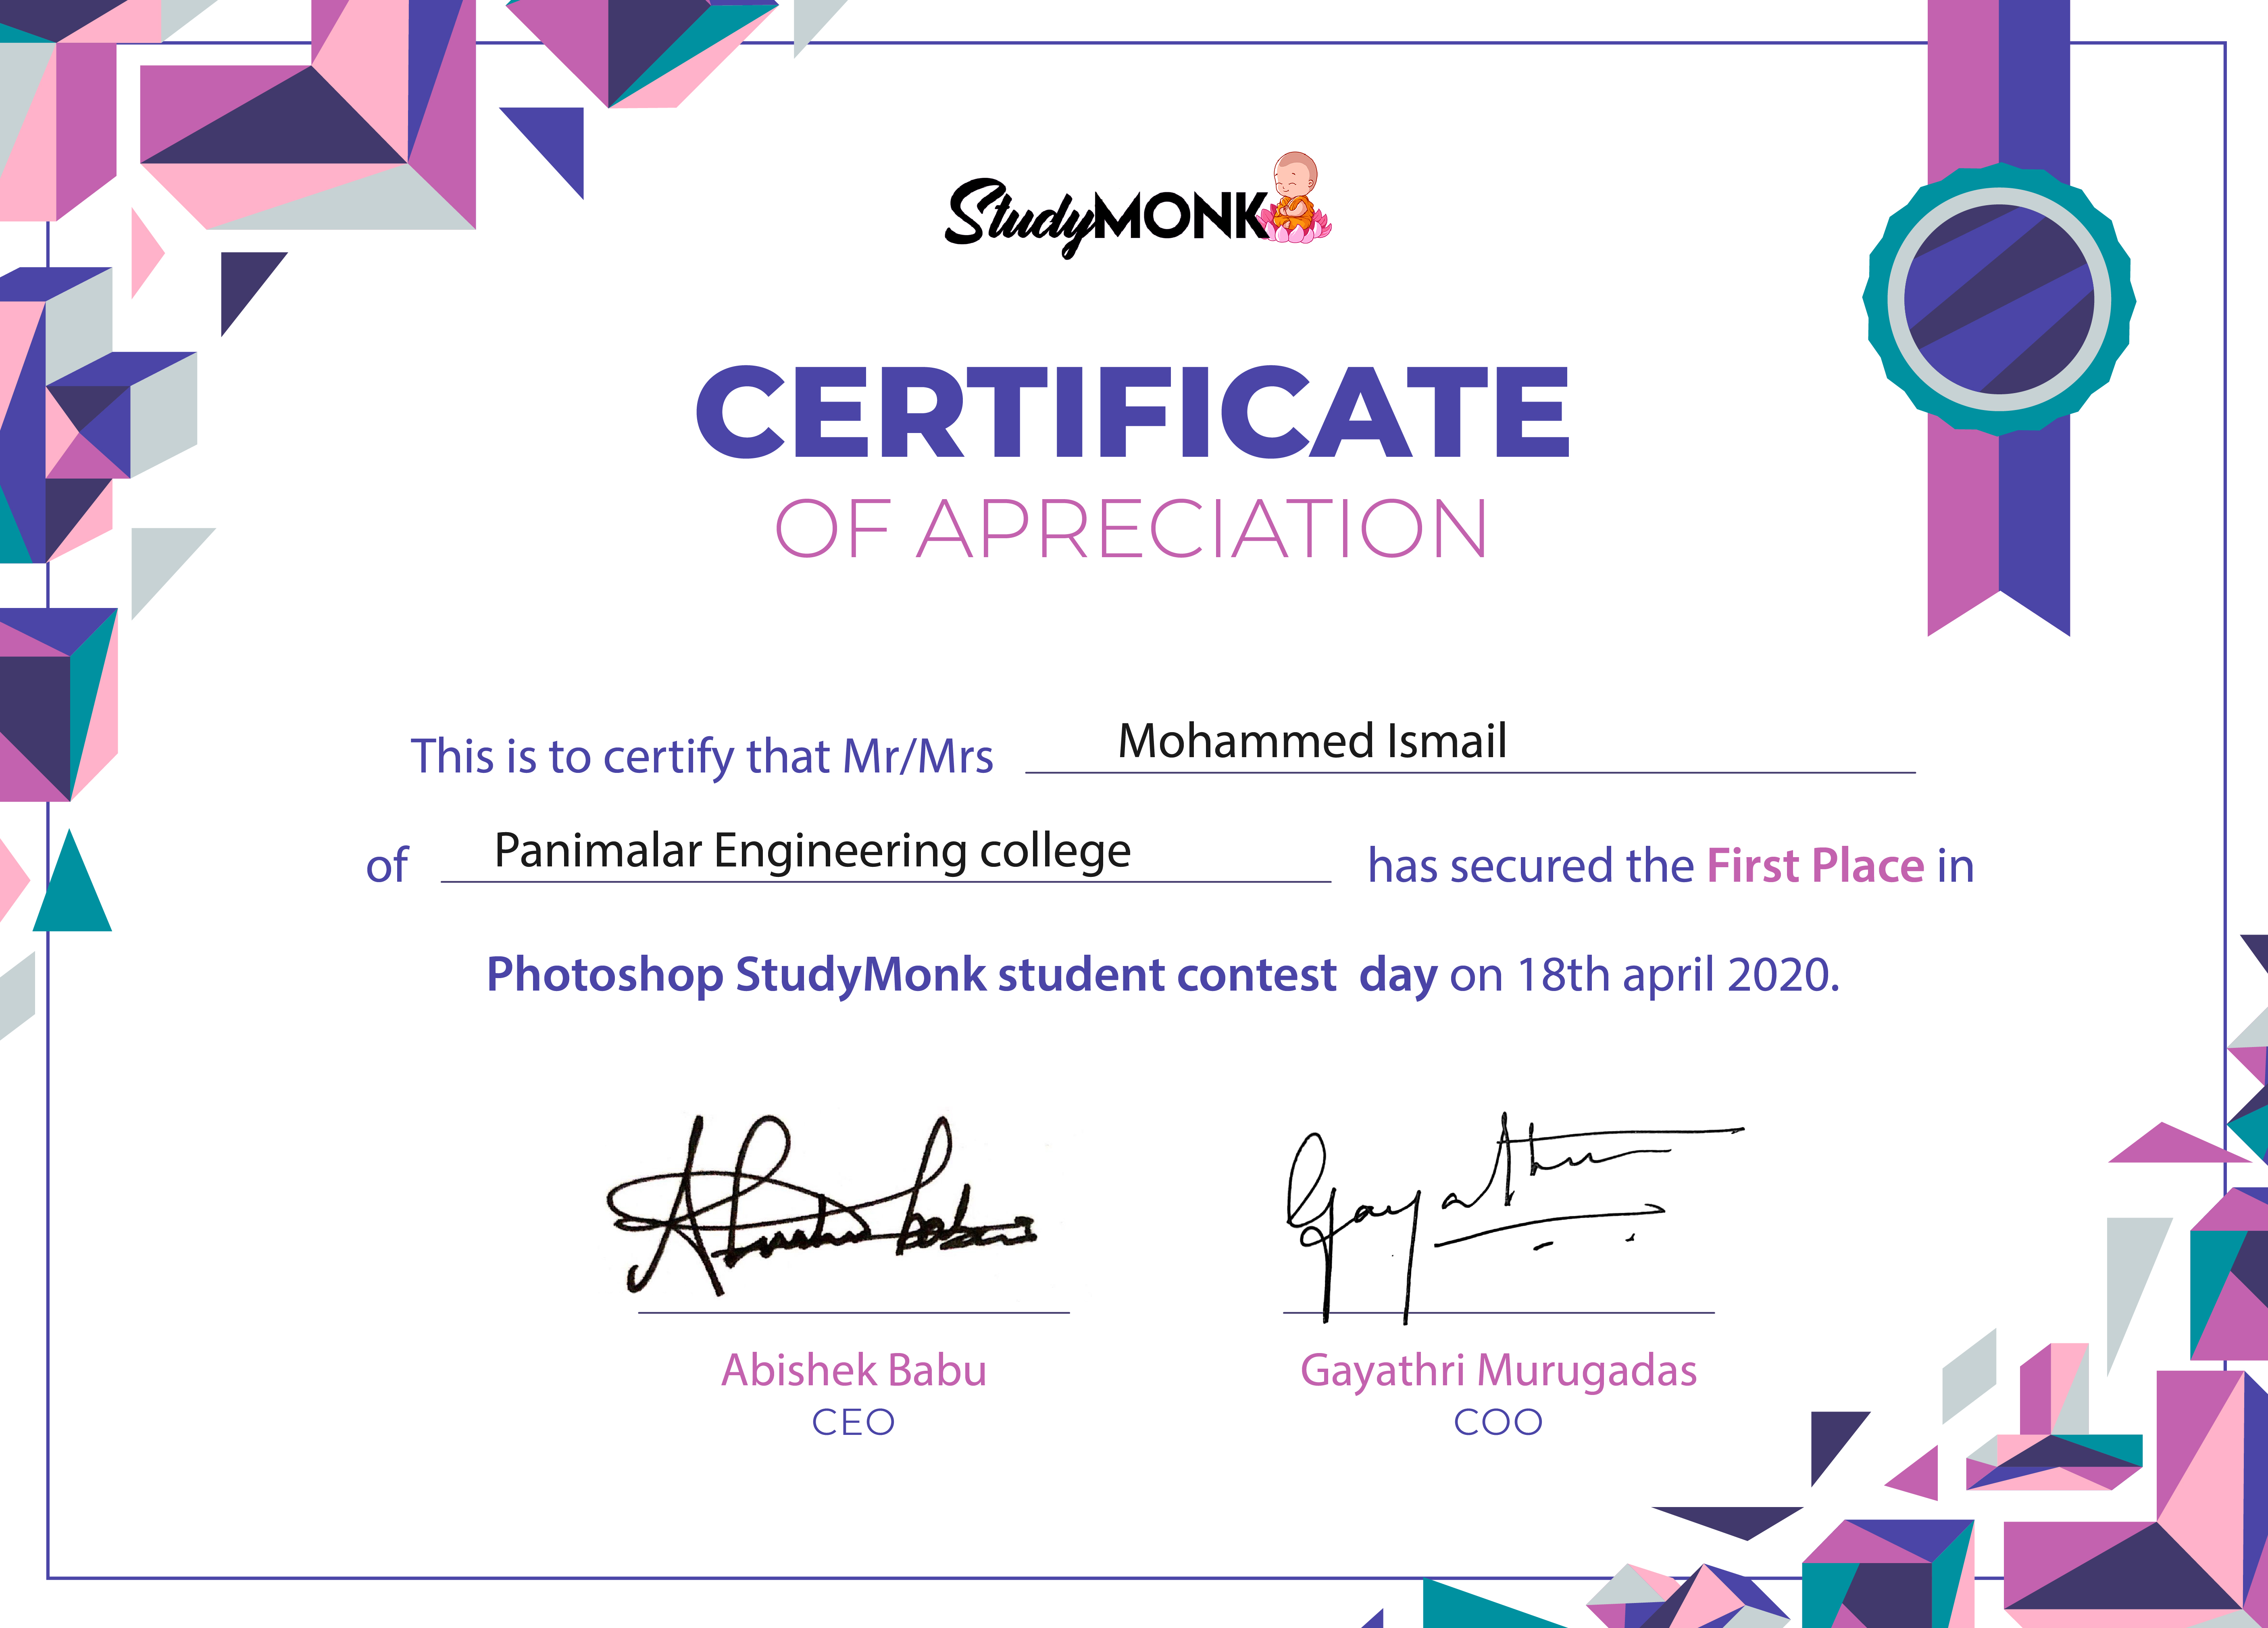 StudyMONK
CERTIFICATE
OF APRECIATION
This is to certify that Mr/Mrs Mohammed Ismail
of Panimalar Engineering college has secured the First Place in
Photoshop StudyMonk student contest day on 18th april 2020.
Abishek Babu Gayathri Murugadas
CEO COO